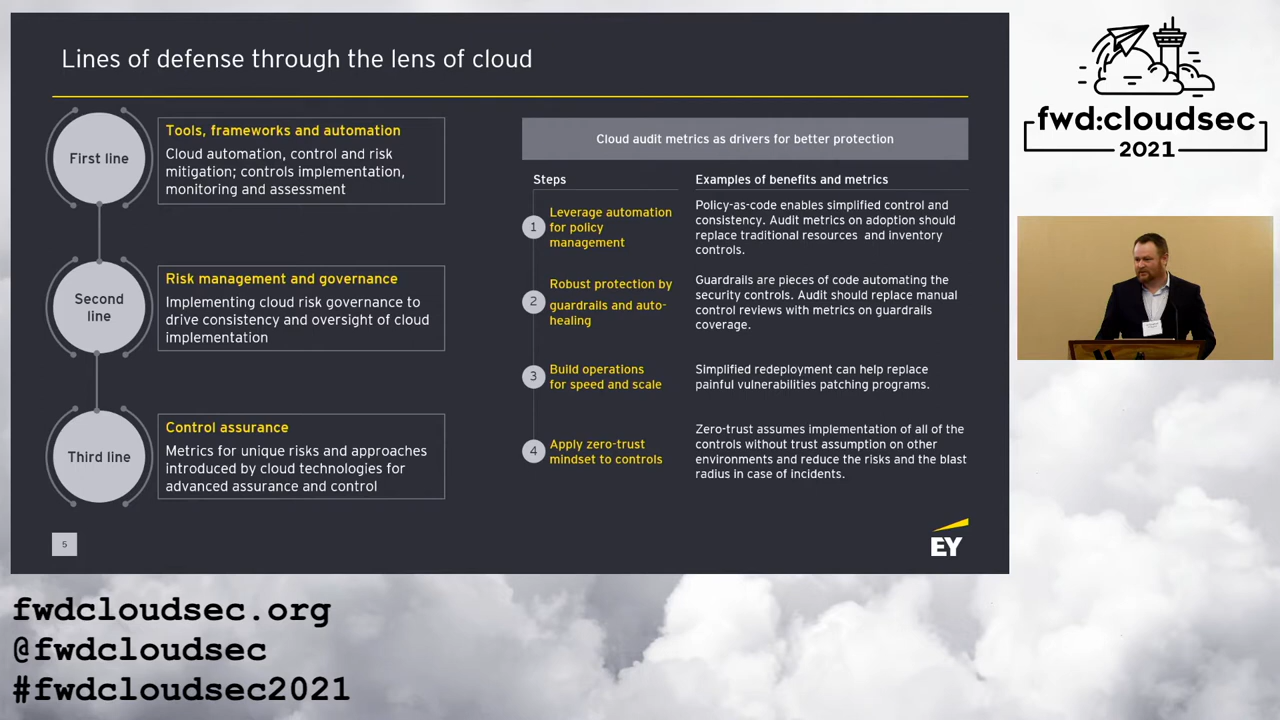 Lines of defense through the lens of cloud
First line
Tools, frameworks and automation
Cloud automation, control and risk
mitigation; controls implementation,
monitoring and assessment
Second
line
Risk management and governance
Implementing cloud risk governance to
drive consistency and oversight of cloud
implementation
Third line
Control assurance
Metrics for unique risks and approaches
introduced by cloud technologies for
advanced assurance and control
Cloud audit metrics as drivers for better protection
Steps
Examples of benefits and metrics
1
Leverage automation
for policy
management
Policy-as-code enables simplified control and
consistency. Audit metrics on adoption should
replace traditional resources and inventory
controls.
2
Robust protection by
guardrails and auto-
healing
Guardrails are pieces of code automating the
security controls. Audit should replace manual
control reviews with metrics on guardrails
coverage.
3
Build operations
for speed and scale
Simplified redeployment can help replace
painful vulnerabilities patching programs.
4
Apply zero-trust
mindset to controls
Zero-trust assumes implementation of all of the
controls without trust assumption on other
environments and reduce the risks and the blast
radius in case of incidents.
5
EY
fwd:cloudsec
2021
fwdcloudsec.org
@fwdcloudsec
#fwdcloudsec2021